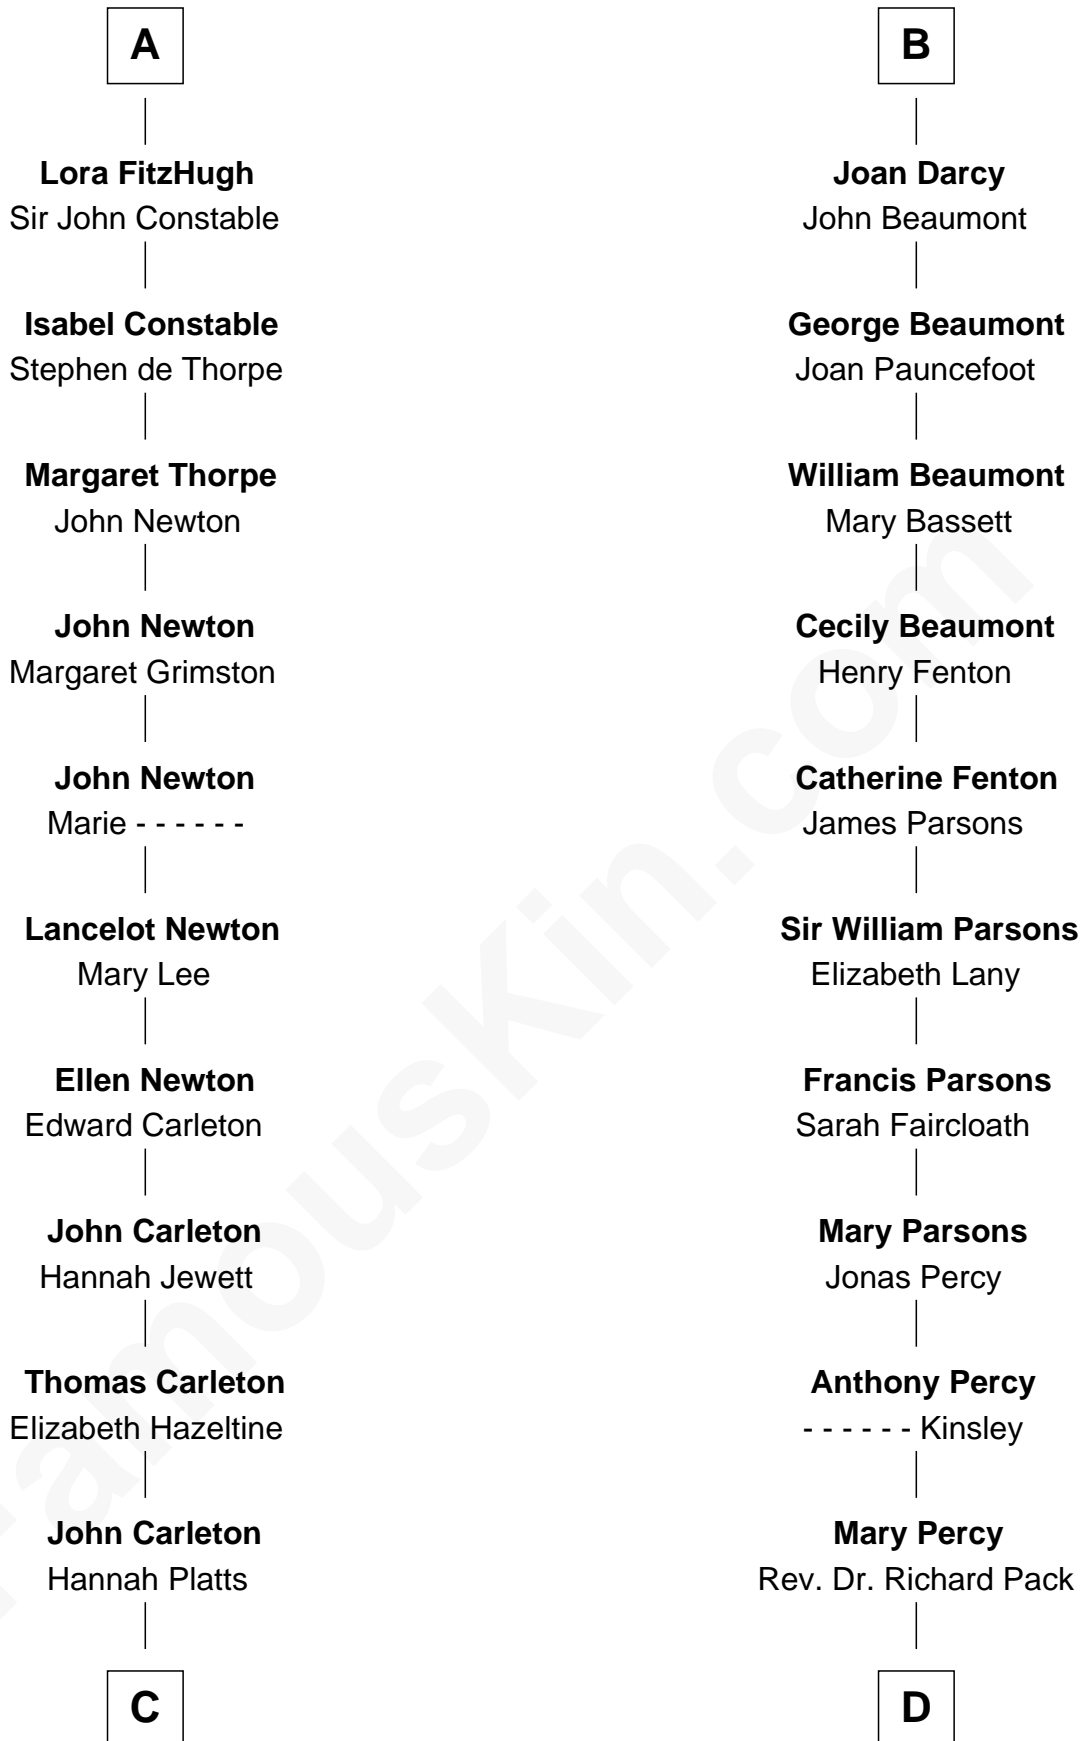 A
Lora FitzHugh
Sir John Constable
Isabel Constable
Stephen de Thorpe
Margaret Thorpe
John Newton
John Newton
Margaret Grimston
John Newton
Marie - - - - - -
Lancelot Newton
Mary Lee
Ellen Newton
Edward Carleton
John Carleton
Hannah Jewett
Thomas Carleton
Elizabeth Hazeltine
John Carleton
Hannah Platts
C
B
Joan Darcy
John Beaumont
George Beaumont
Joan Pauncefoot
William Beaumont
Mary Bassett
Cecily Beaumont
Henry Fenton
Catherine Fenton
James Parsons
Sir William Parsons
Elizabeth Lany
Francis Parsons
Sarah Faircloath
Mary Parsons
Jonas Percy
Anthony Percy
- - - - - - Kinsley
Mary Percy
Rev. Dr. Richard Pack
D
FamousKin.com